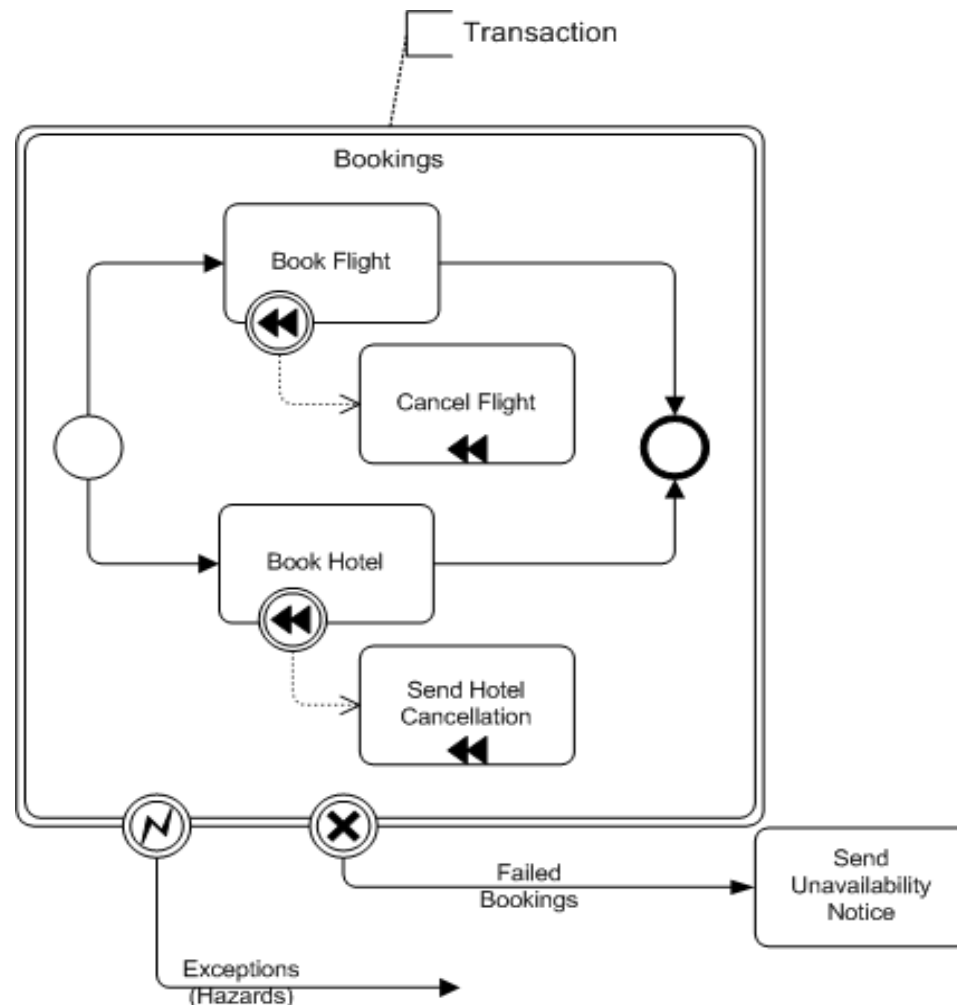 Transaction
Bookings
Book Flight
Cancel Flight
Book Hotel
Send Hotel
Cancellation
Failed
Bookings
Send
Unavailability
Notice
Exceptions
(Hazards)